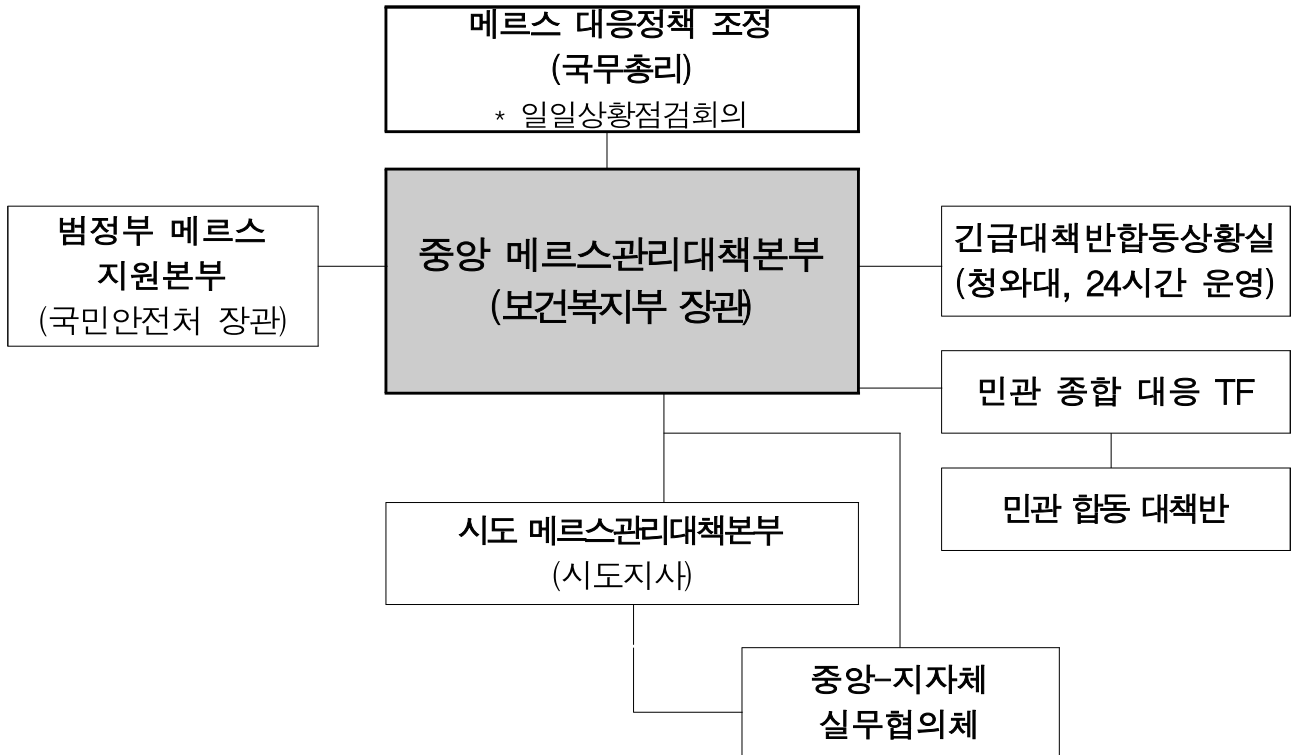 메르스 대응정책 조정
(국무총리)
* 일일상황점검회의
범정부 메르스
지원본부
(국민안전처 장관)
중앙 메르스관리대책본부
(보건복지부 장관)
긴급대책반합동상황실
(청와대, 24시간 운영)
민관 종합 대응 TF
민관 합동 대책반
시도 메르스관리대책본부
(시도지사)
중앙-지자체
실무협의체